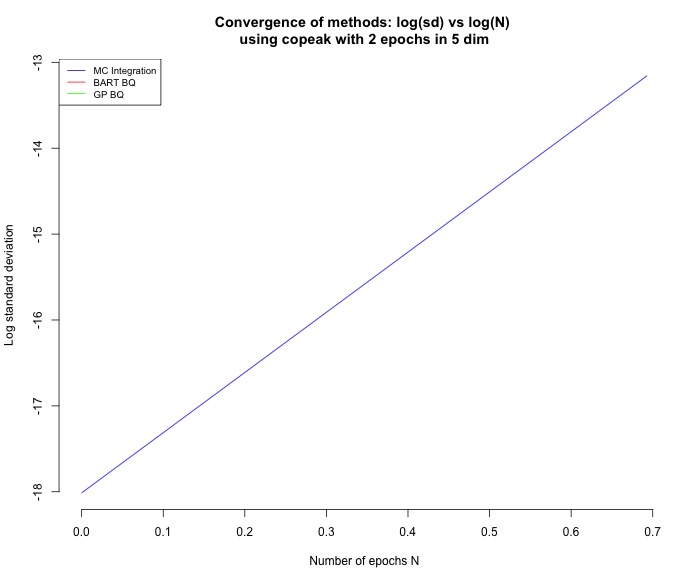 Convergence of methods: log(sd) vs log(N)
using copeak with 2 epochs in 5 dim
MC Integration
BART BQ
GP BQ
Log standard deviation
-13
-14
-15
-16
-17
-18
0.0 0.1 0.2 0.3 0.4 0.5 0.6 0.7
Number of epochs N